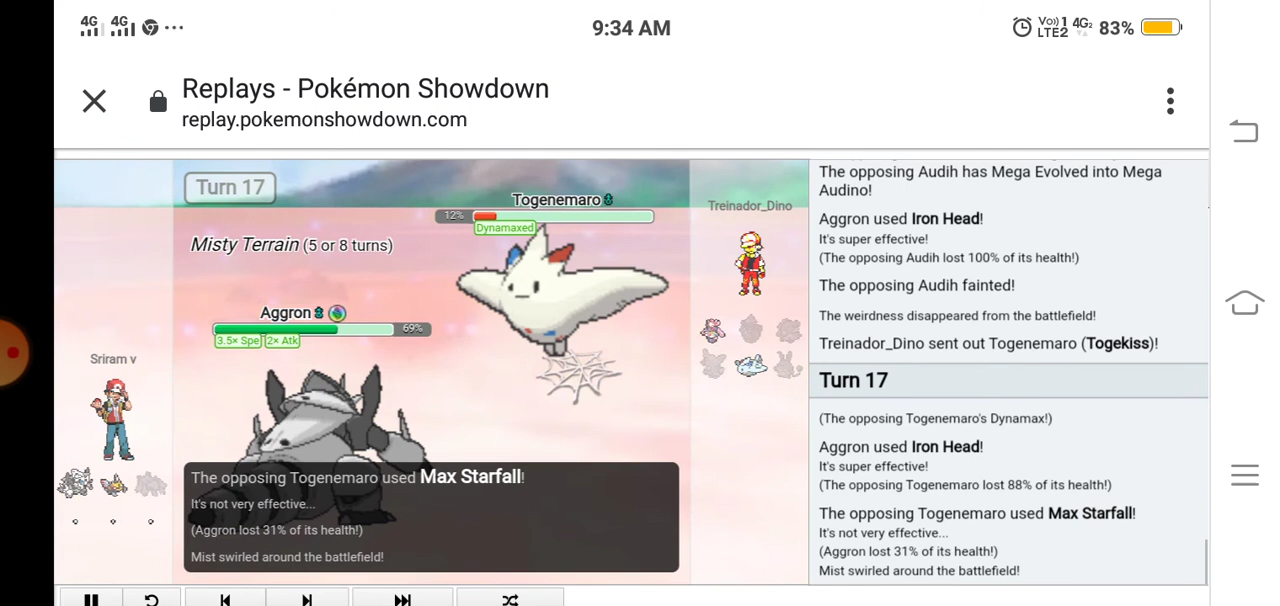 4G 4G 9:34 AM Vo) 1 4G2 LTE2 83%
Replays - Pokémon Showdown
replay.pokemonshowdown.com
Turn 17
Misty Terrain (5 or 8 turns)
Togenemaro
12%
Dynamaxed
Aggron
69%
3.5× Spe 2× Atk
Sriram v
Treinador_Dino
The opposing Togenemaro used Max Starfall!
It's not very effective...
(Aggron lost 31% of its health!)
Mist swirled around the battlefield!
The opposing Audih has Mega Evolved into Mega
Audino!
Aggron used Iron Head!
It's super effective!
(The opposing Audih lost 100% of its health!)
The opposing Audih fainted!
The weirdness disappeared from the battlefield!
Treinador_Dino sent out Togenemaro (Togekiss)!
Turn 17
(The opposing Togenemaro's Dynamax!)
Aggron used Iron Head!
It's super effective!
(The opposing Togenemaro lost 88% of its health!)
The opposing Togenemaro used Max Starfall!
It's not very effective...
(Aggron lost 31% of its health!)
Mist swirled around the battlefield!